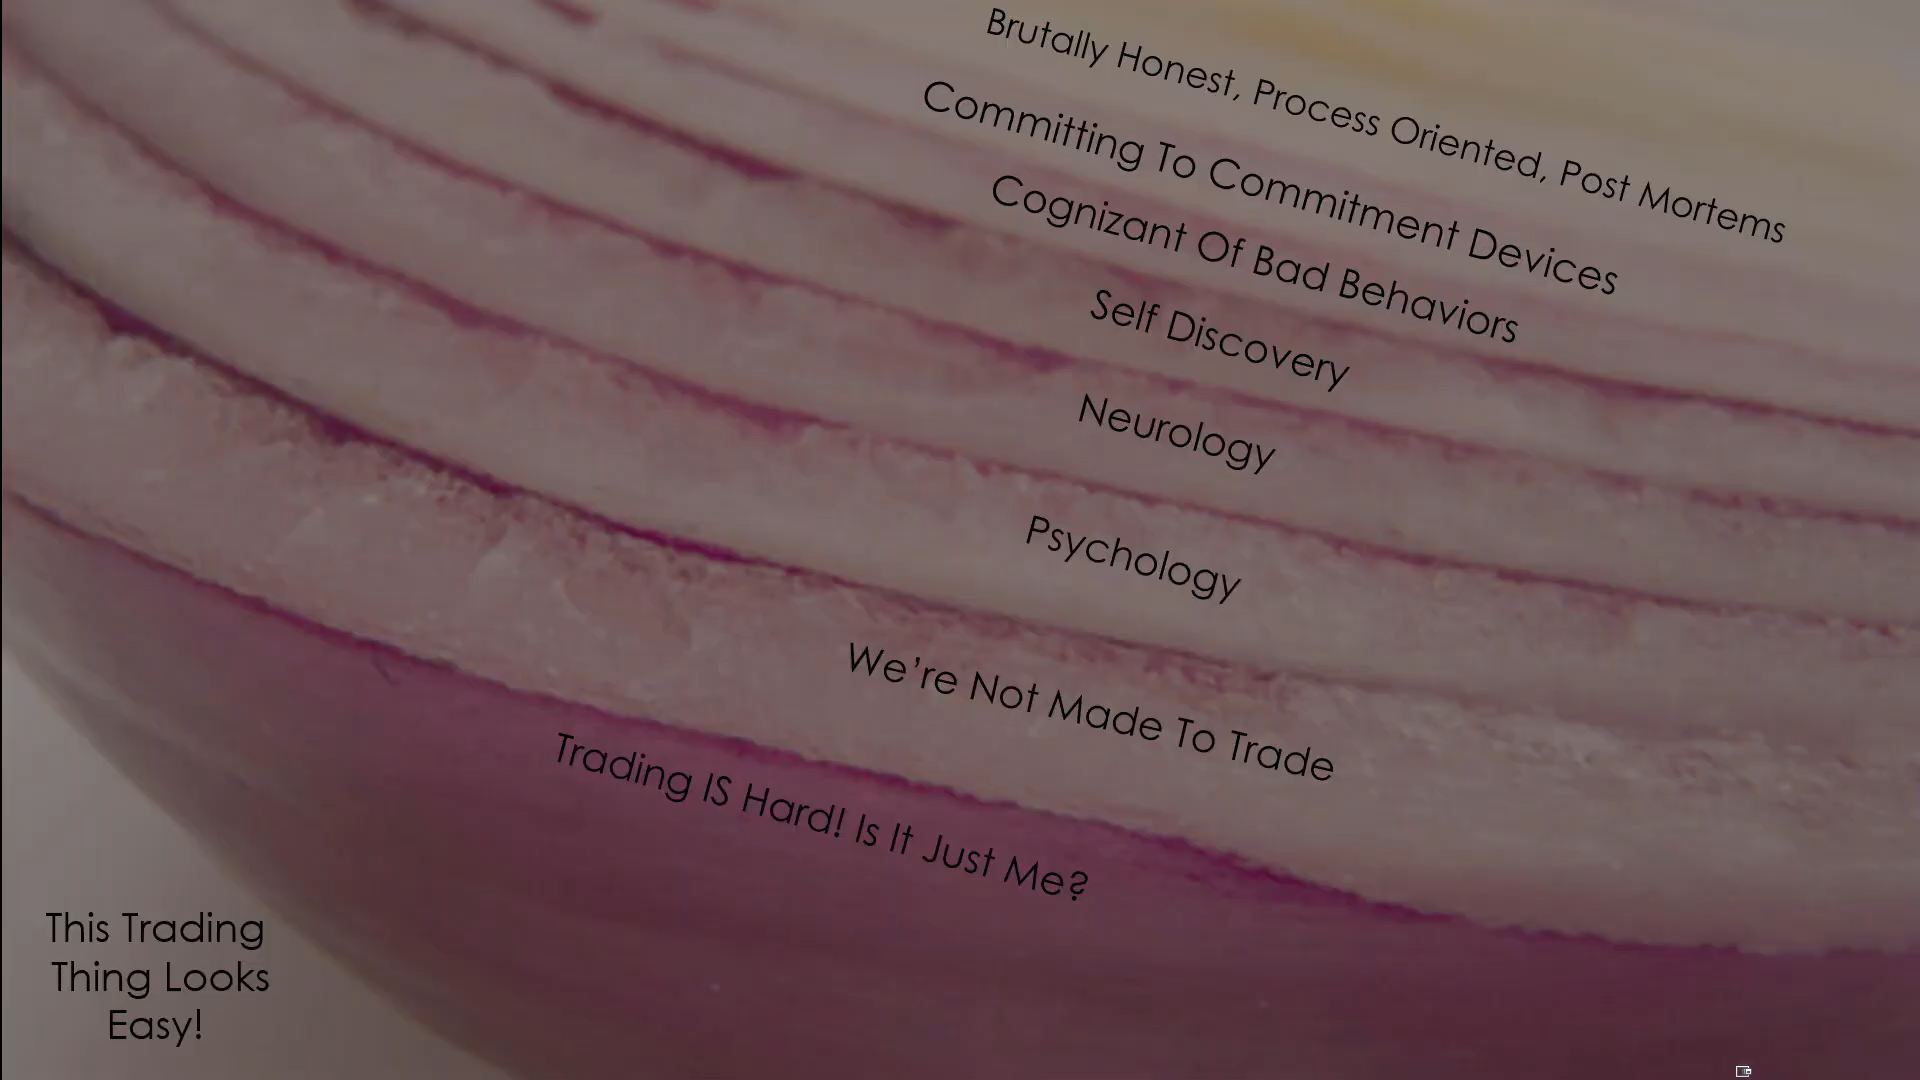 Brutally Honest, Process Oriented, Post Mortems
Committing To Commitment Devices
Cognizant Of Bad Behaviors
Self Discovery
Neurology
Psychology
We’re Not Made To Trade
Trading IS Hard! Is It Just Me?
This Trading
Thing Looks
Easy!